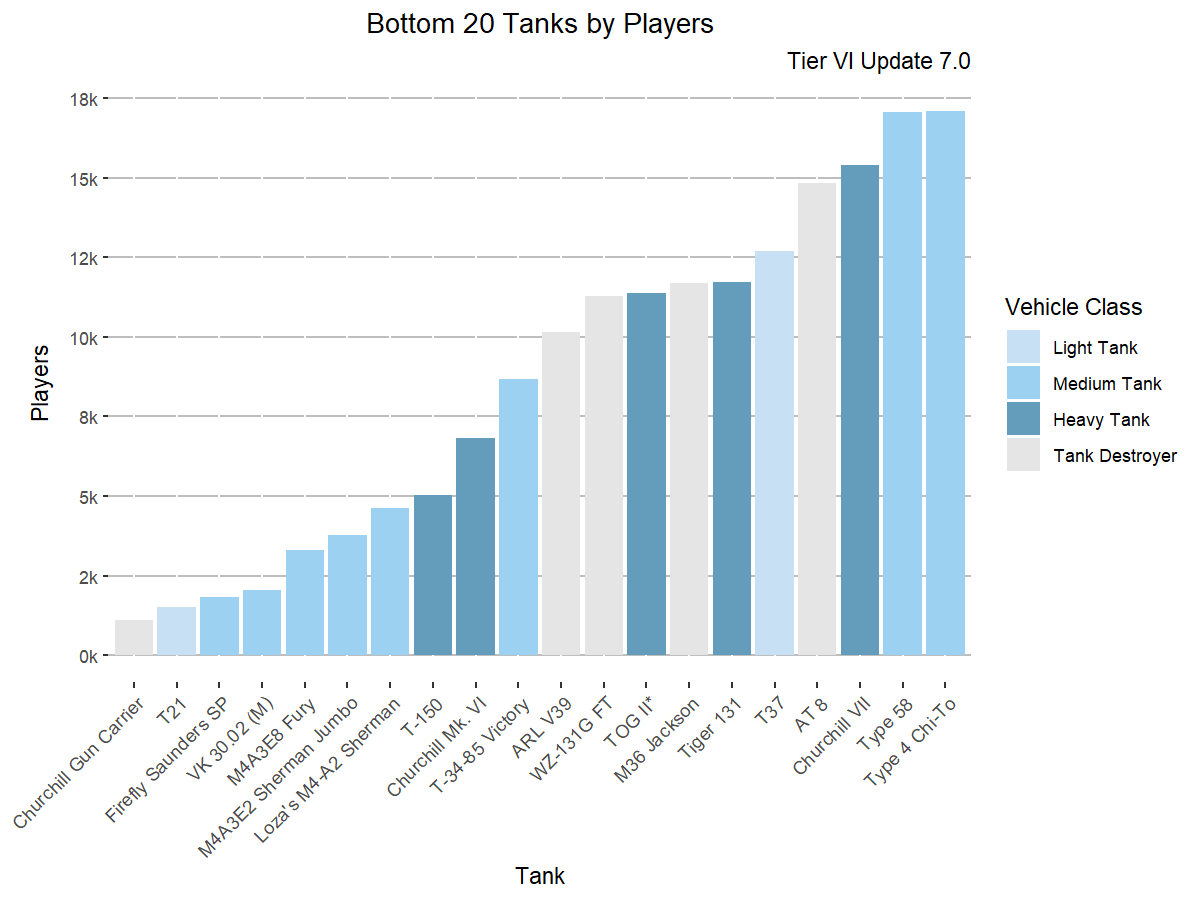 Bottom 20 Tanks by Players
Tier VI Update 7.0
18k
15k
12k
10k
8k
5k
2k
0k
Players
Churchill Gun Carrier
T21
Firefly Saunders SP
VK 30.02 (M)
M4A3E8 Fury
M4A3E2 Sherman Jumbo
Loza's M4-A2 Sherman
T-150
Churchill Mk. VI
T-34-85 Victory
ARL V39
WZ-131G FT
TOG II*
M36 Jackson
Tiger 131
T37
AT 8
Churchill VII
Type 58
Type 4 Chi-To
Tank
Vehicle Class
Light Tank
Medium Tank
Heavy Tank
Tank Destroyer